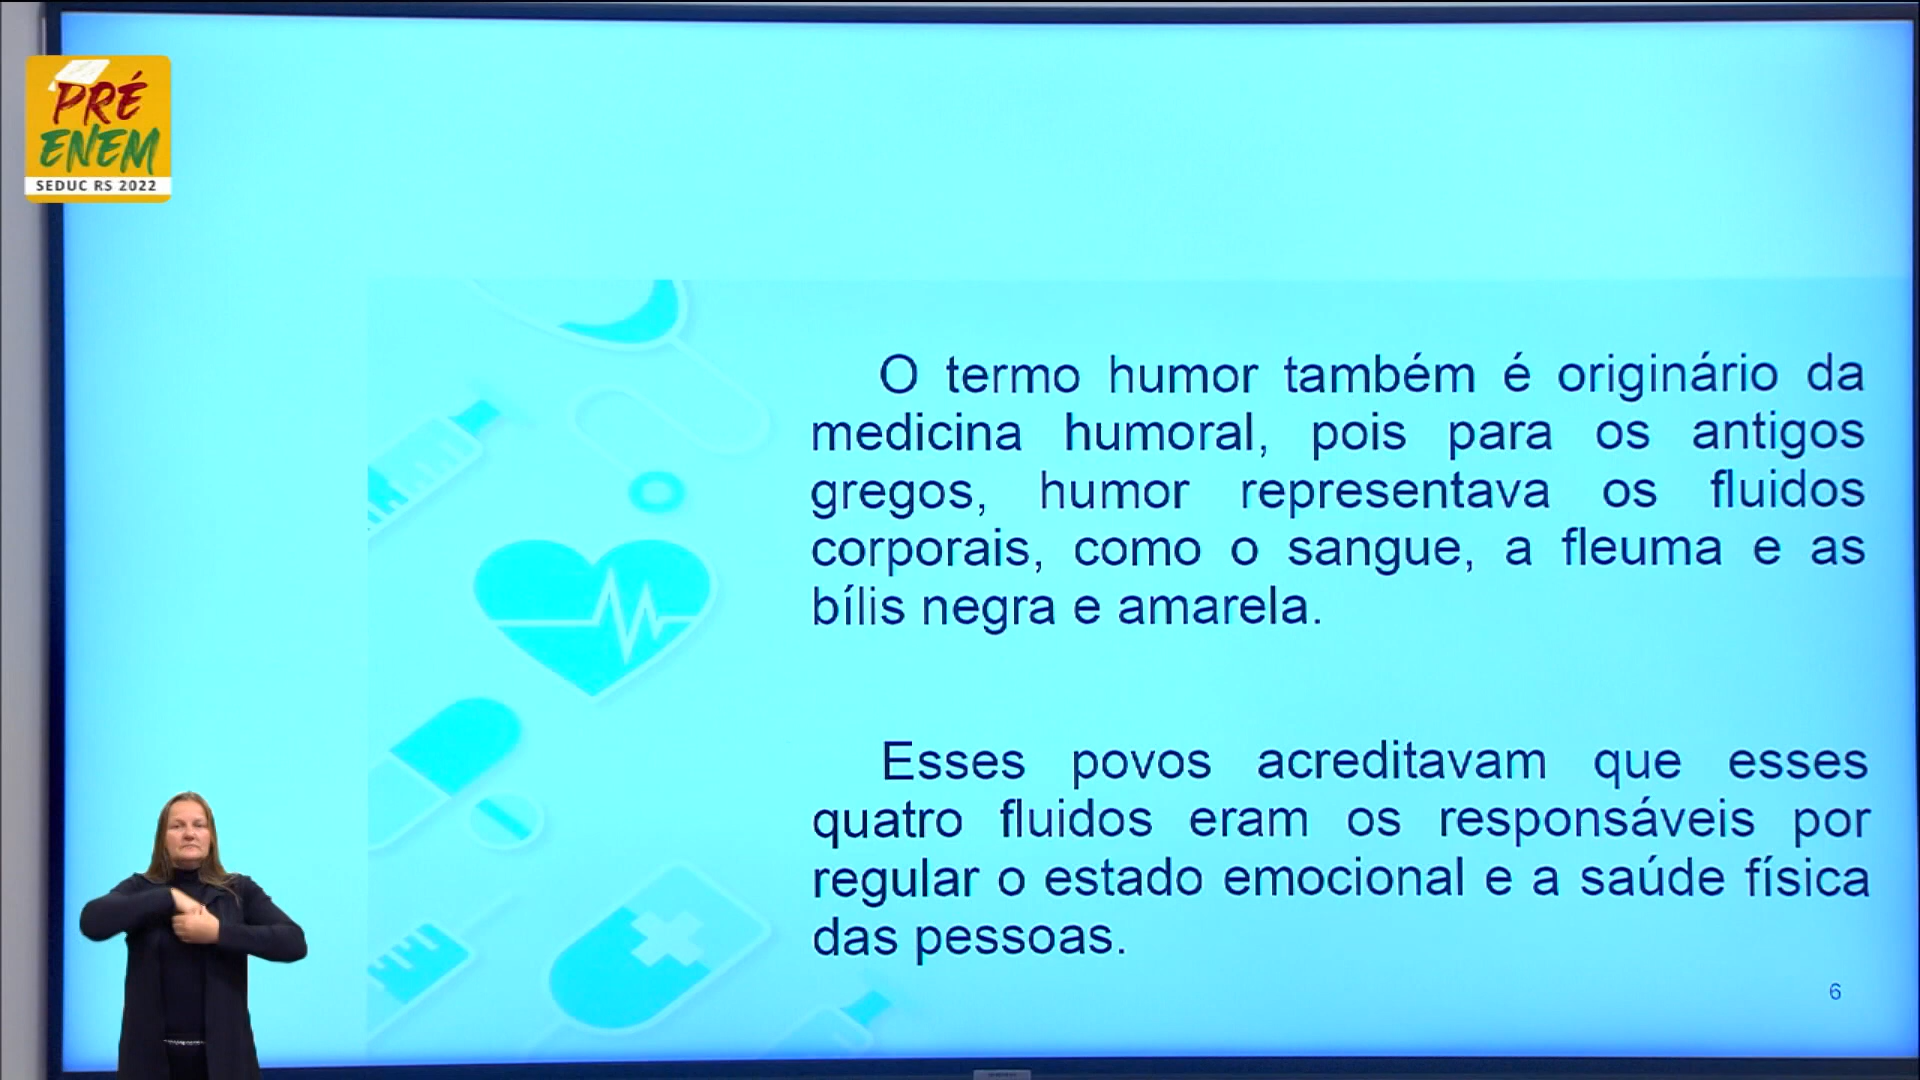 PRÉ
ENEM
SEDUC RS 2022
O termo humor também é originário da
medicina humoral, pois para os antigos
gregos, humor representava os fluidos
corporais, como o sangue, a fleuma e as
bílis negra e amarela.
Esses povos acreditavam que esses
quatro fluidos eram os responsáveis por
regular o estado emocional e a saúde física
das pessoas.
6